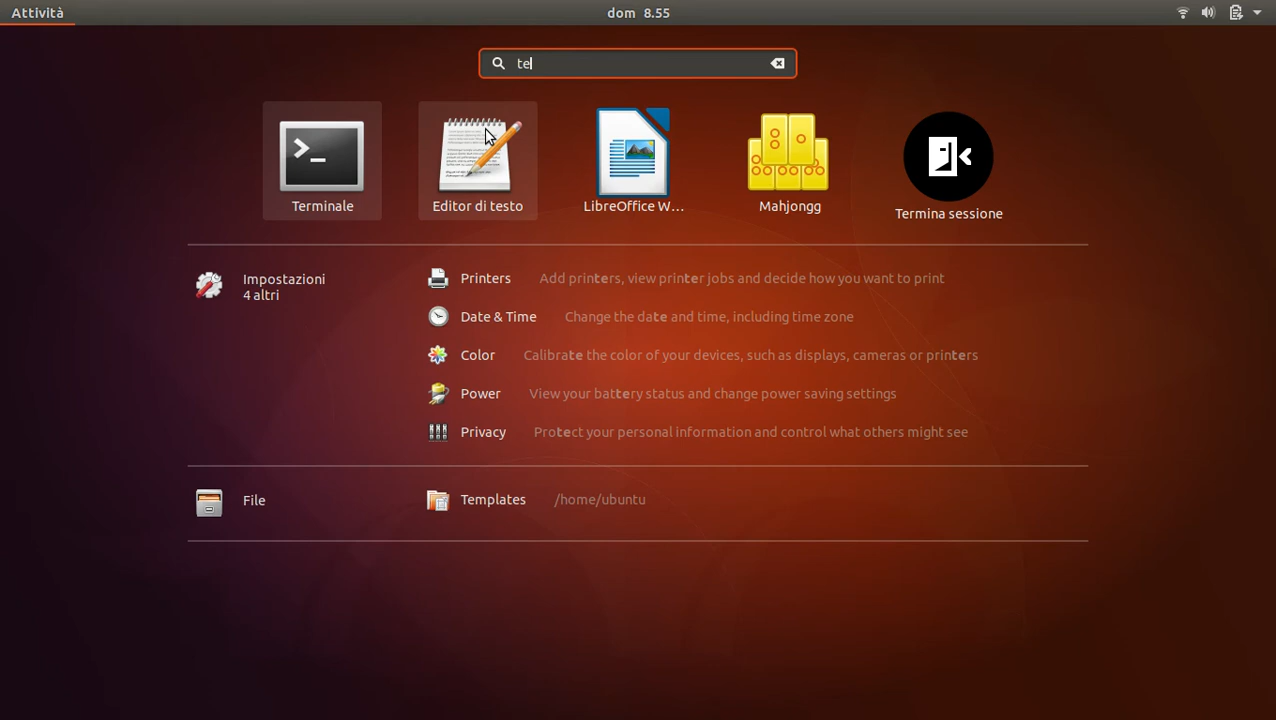 Attività
dom 8.55
te
Terminale
Editor di testo
LibreOffice W...
Mahjongg
Termina sessione
Impostazioni
4 altri
Printers Add printers, view printer jobs and decide how you want to print
Date & Time Change the date and time, including time zone
Color Calibrate the color of your devices, such as displays, cameras or printers
Power View your battery status and change power saving settings
Privacy Protect your personal information and control what others might see
File
Templates /home/ubuntu